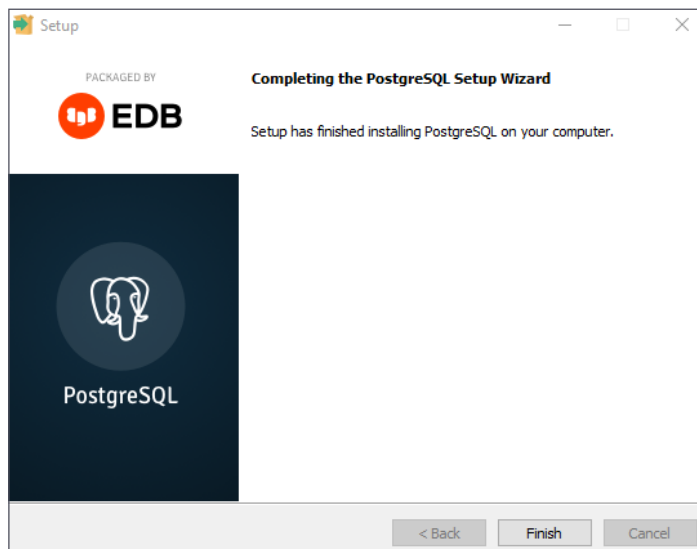 Setup
PACKAGED BY
EDB
Completing the PostgreSQL Setup Wizard
Setup has finished installing PostgreSQL on your computer.
PostgreSQL
< Back
Finish
Cancel